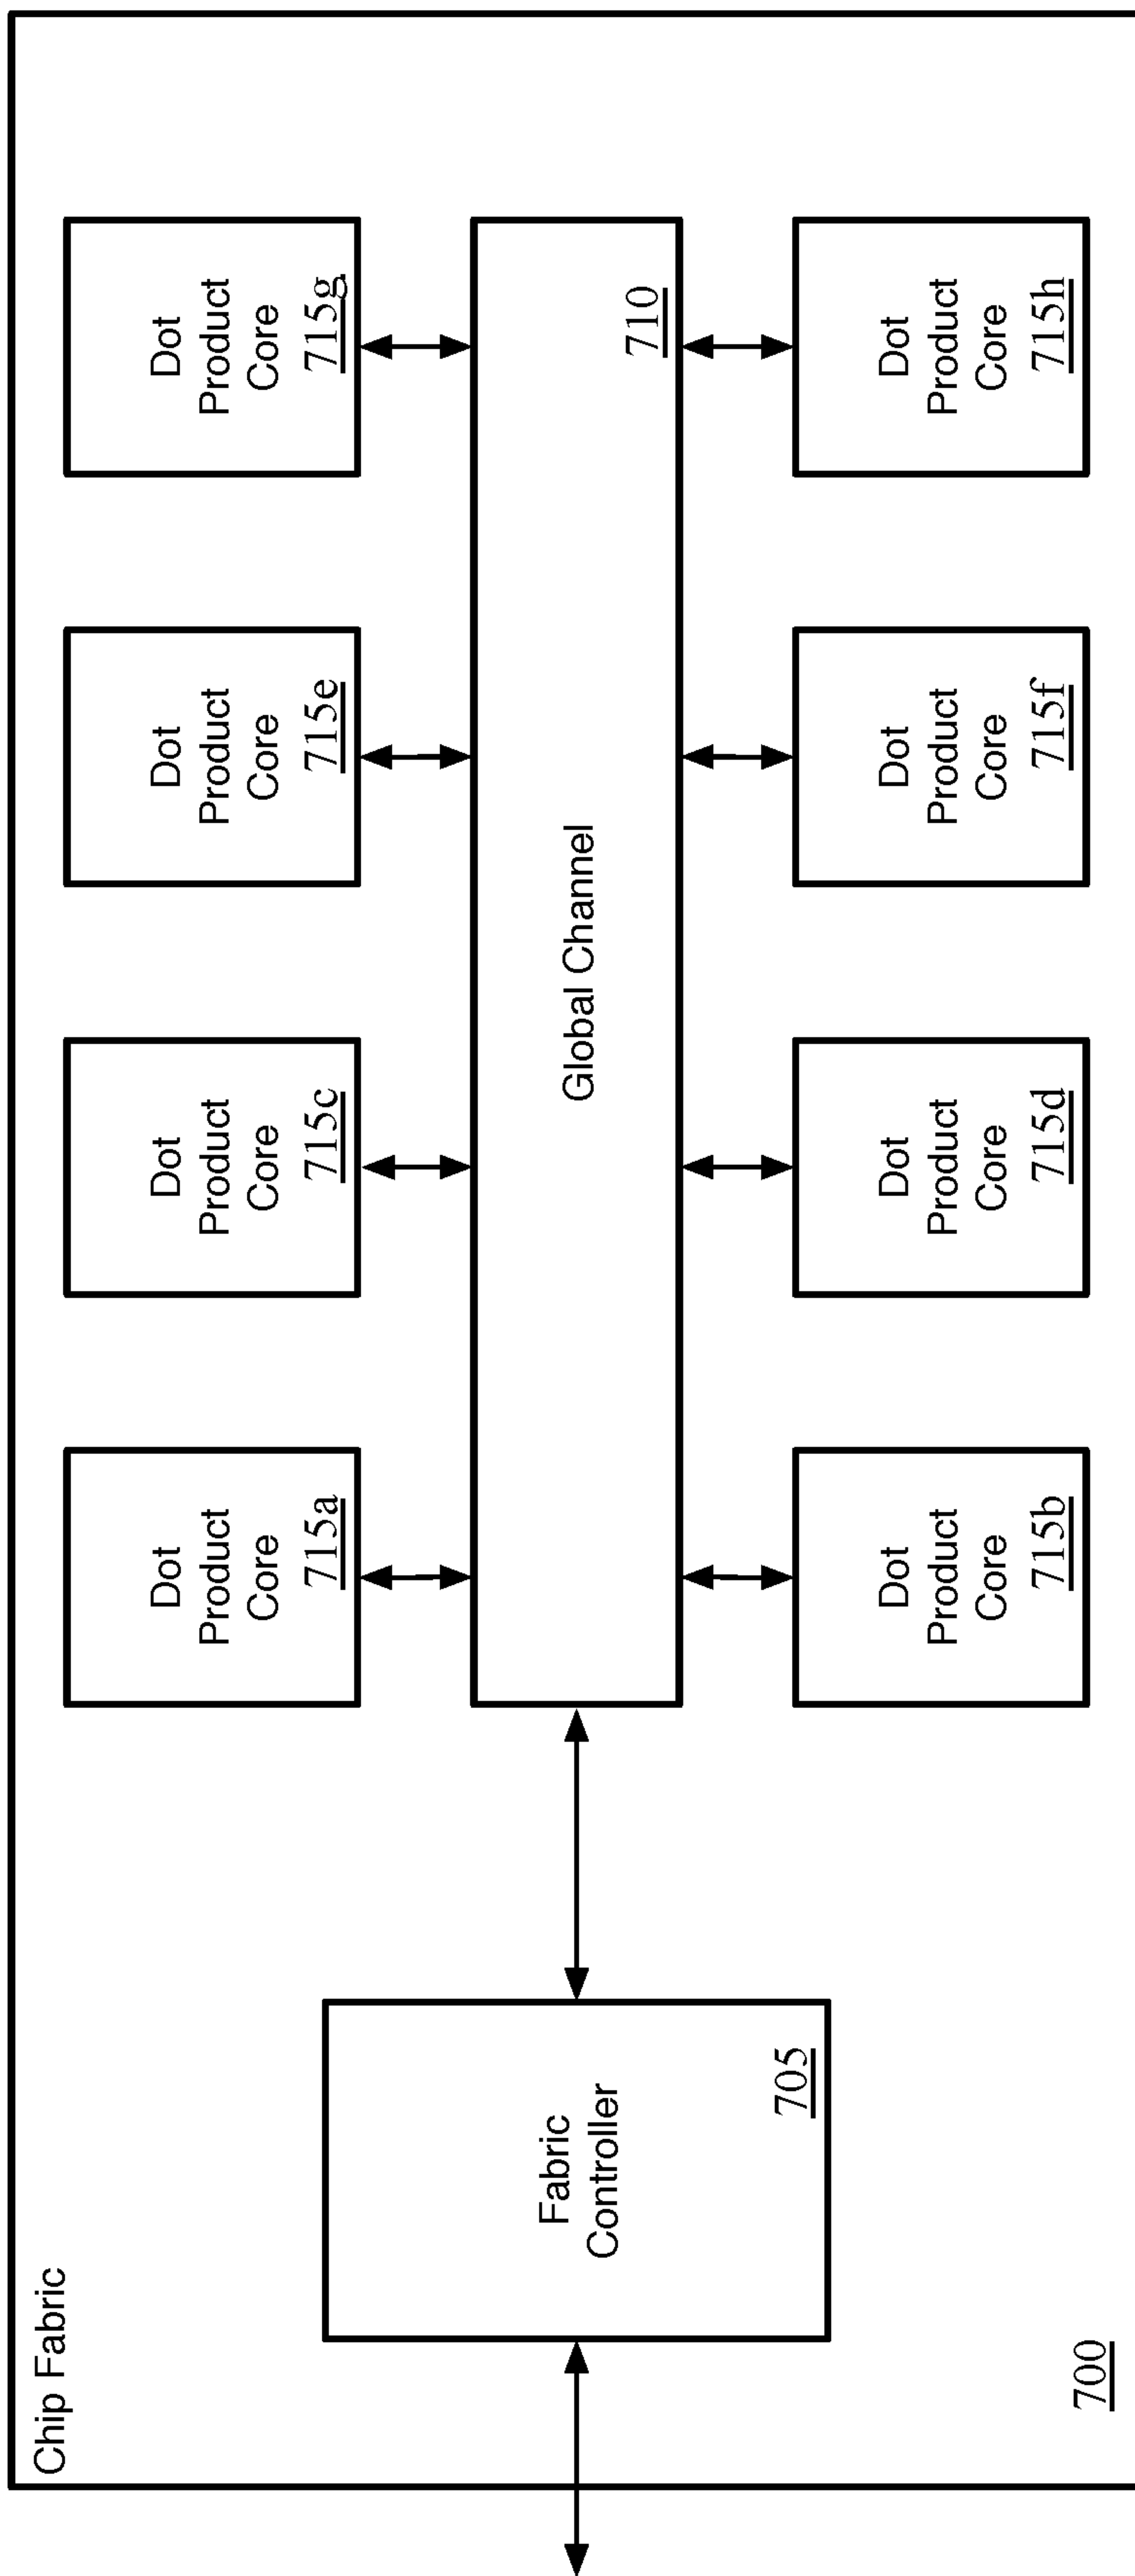 Chip Fabric
Dot
Product
Core
715a
Dot
Product
Core
715c
Dot
Product
Core
715e
Dot
Product
Core
715g
Fabric
Controller
705
Global Channel
710
Dot
Product
Core
715b
Dot
Product
Core
715d
Dot
Product
Core
715f
Dot
Product
Core
715h
700